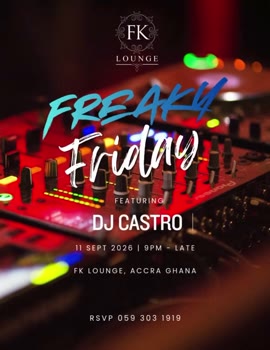 FK
LOUNGE
FREAKY
Friday
FEATURING
DJ CASTRO
11 SEPT 2026 | 9PM - LATE
FK LOUNGE, ACCRA GHANA
RSVP 059 303 1919